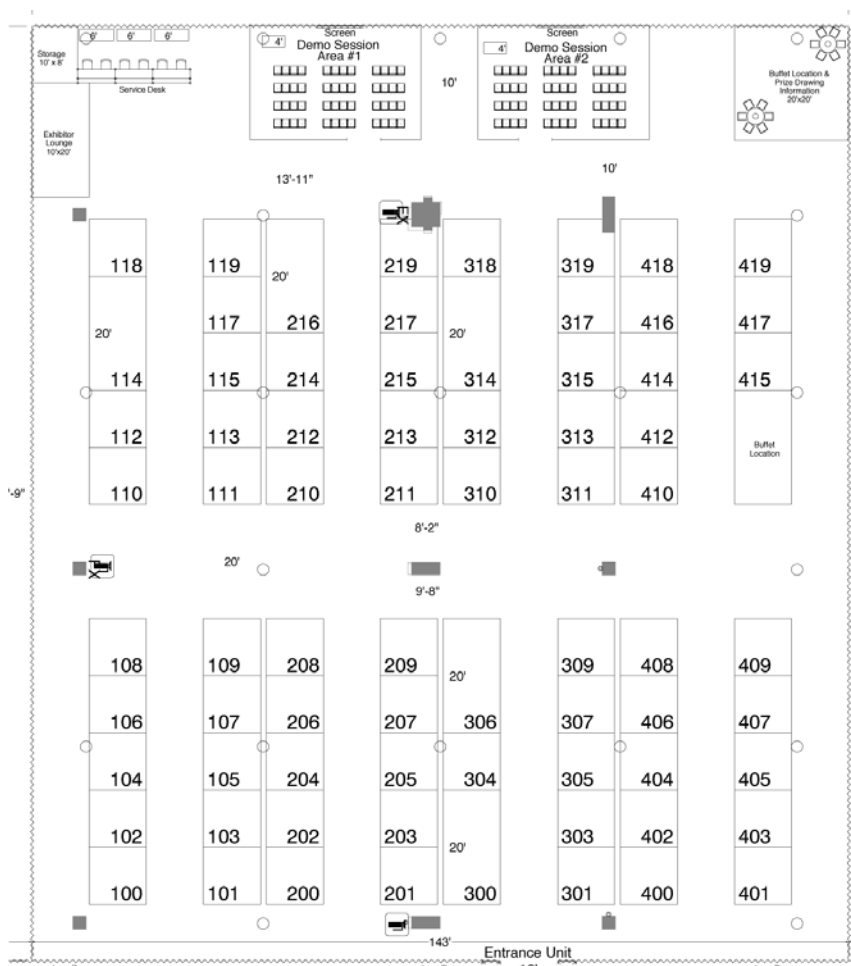 6' 6' 6'
Storage
10' x 8'
Service Desk
Exhibitor
Lounge
10'x20'
Screen
4' Demo Session
Area #1
10'
Screen
4' Demo Session
Area #2
Buffet Location &
Prize Drawing
Information
20'x20'
13'-11"
10'
EX
118 119 219 318 319 418 419
20'
117 216 217 317 416 417
20' 20'
114 115 214 215 314 315 414 415
112 113 212 213 312 313 412
Buffet
Location
110 111 210 211 310 311 410
'-9"
8'-2"
20'
9'-8"
108 109 208 209 309 408 409
20'
106 107 206 207 306 307 406 407
104 105 204 205 304 305 404 405
102 103 202 203 303 402 403
20'
100 101 200 201 300 301 400 401
143'
Entrance Unit